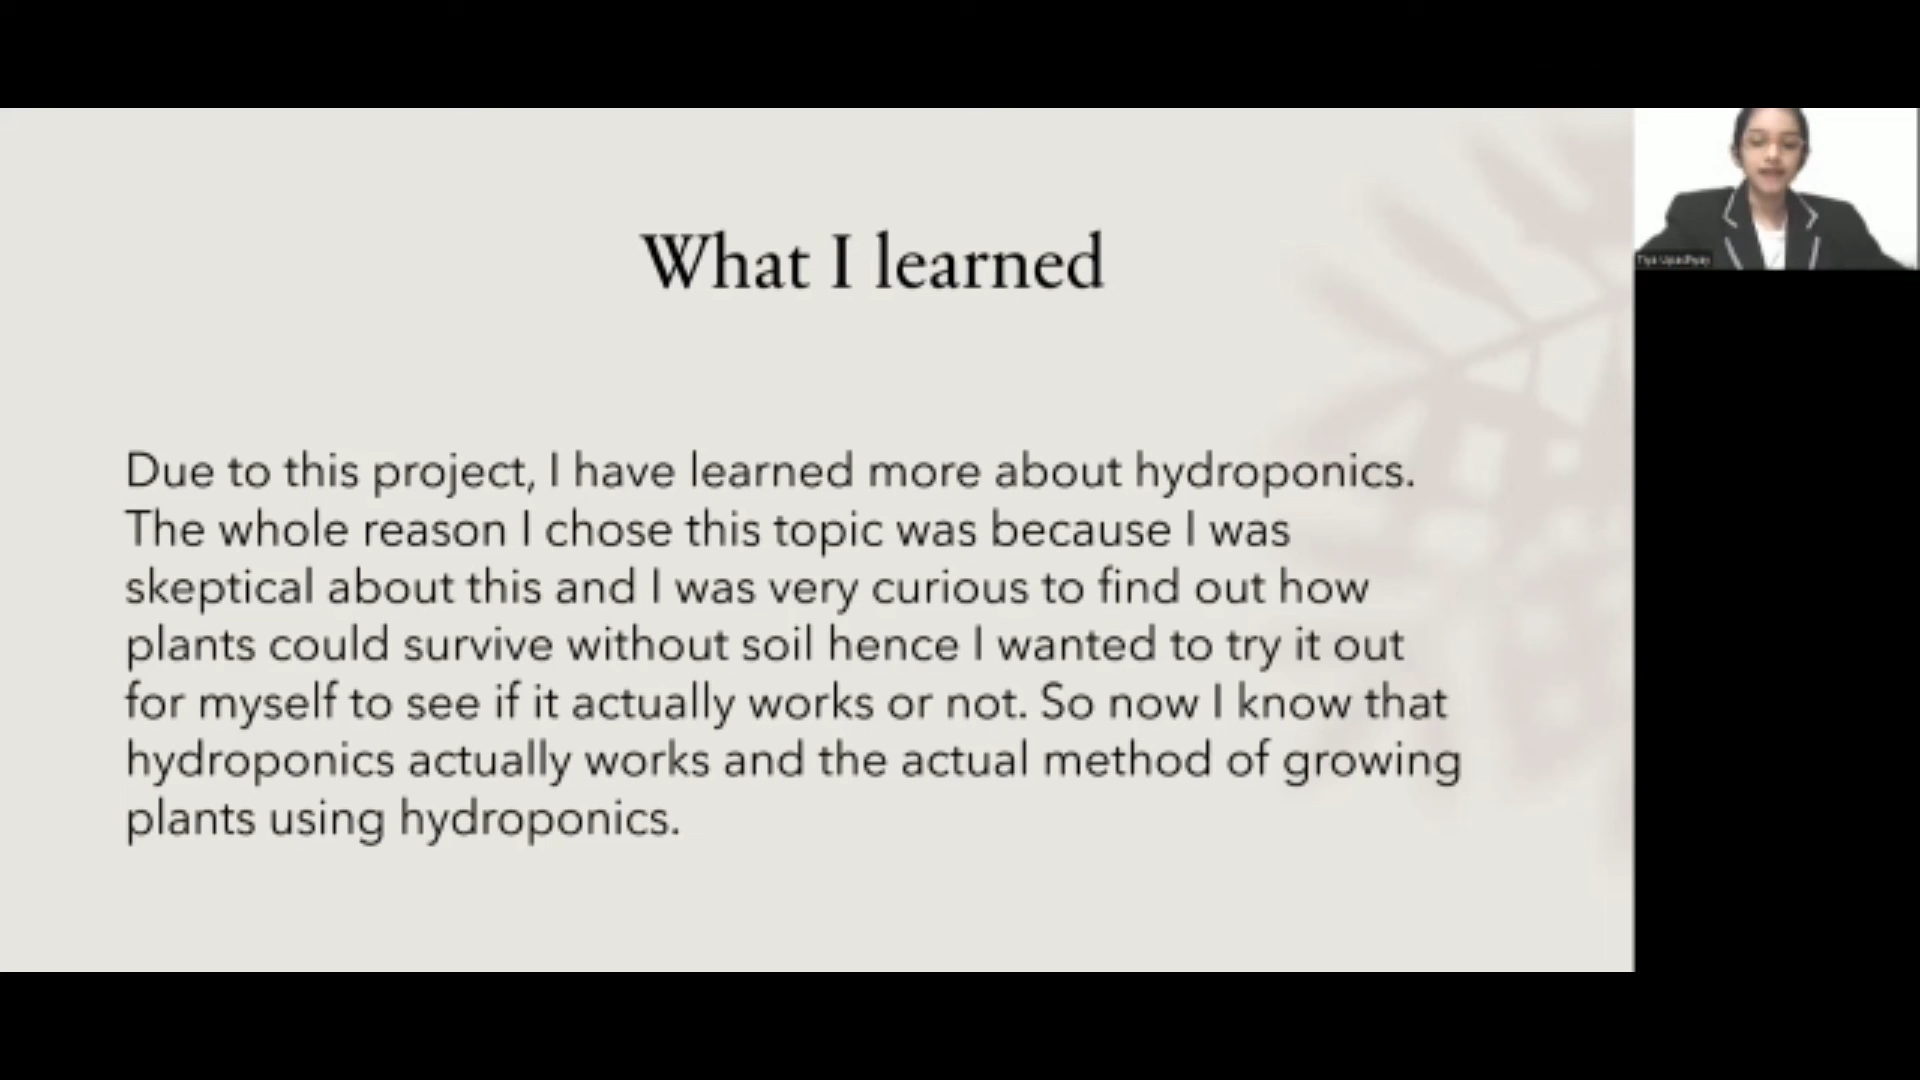 What I learned
Due to this project, I have learned more about hydroponics.
The whole reason I chose this topic was because I was
skeptical about this and I was very curious to find out how
plants could survive without soil hence I wanted to try it out
for myself to see if it actually works or not. So now I know that
hydroponics actually works and the actual method of growing
plants using hydroponics.